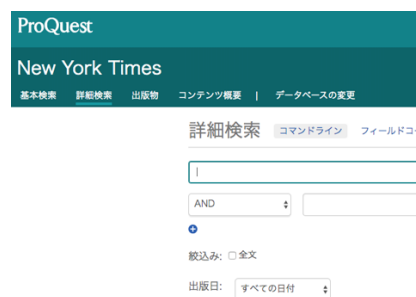 ProQuest
New York Times
基本検索 詳細検索 出版物 コンテンツ概要 | データベースの変更
詳細検索 コマンドライン フィールドコー
AND
絞込み: 全文
出版日: すべての日付